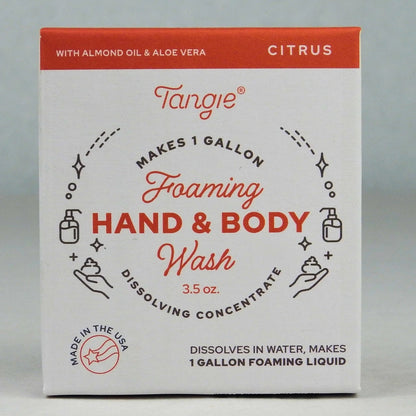 WITH ALMOND OIL & ALOE VERA
CITRUS
Tangie®
MAKES 1 GALLON
Foaming
HAND & BODY
Wash
3.5 oz.
DISSOLVING CONCENTRATE
MADE IN THE USA
DISSOLVES IN WATER, MAKES
1 GALLON FOAMING LIQUID